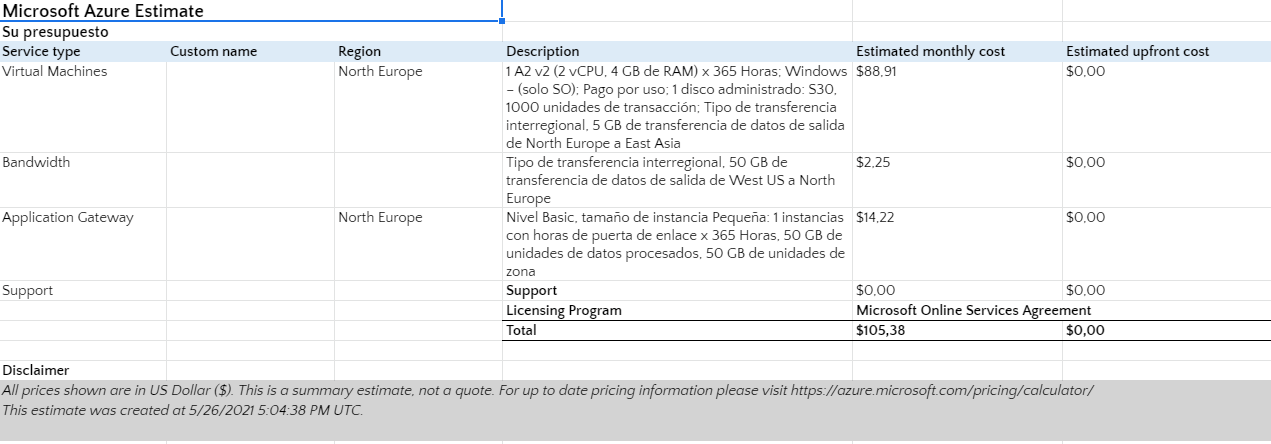 Microsoft Azure Estimate
Su presupuesto
Service type Custom name Region Description Estimated monthly cost Estimated upfront cost
Virtual Machines North Europe 1 A2 v2 (2 vCPU, 4 GB de RAM) x 365 Horas; Windows $88,91 $0,00
– (solo SO); Pago por uso; 1 disco administrado: S30,
1000 unidades de transacción; Tipo de transferencia
interregional, 5 GB de transferencia de datos de salida
de North Europe a East Asia
Bandwidth Tipo de transferencia interregional, 50 GB de $2,25 $0,00
transferencia de datos de salida de West US a North
Europe
Application Gateway North Europe Nivel Basic, tamaño de instancia Pequeña: 1 instancias $14,22 $0,00
con horas de puerta de enlace x 365 Horas, 50 GB de
unidades de datos procesados, 50 GB de unidades de
zona
Support Support $0,00 $0,00
Licensing Program Microsoft Online Services Agreement
Total $105,38 $0,00
Disclaimer
All prices shown are in US Dollar ($). This is a summary estimate, not a quote. For up to date pricing information please visit https://azure.microsoft.com/pricing/calculator/
This estimate was created at 5/26/2021 5:04:38 PM UTC.